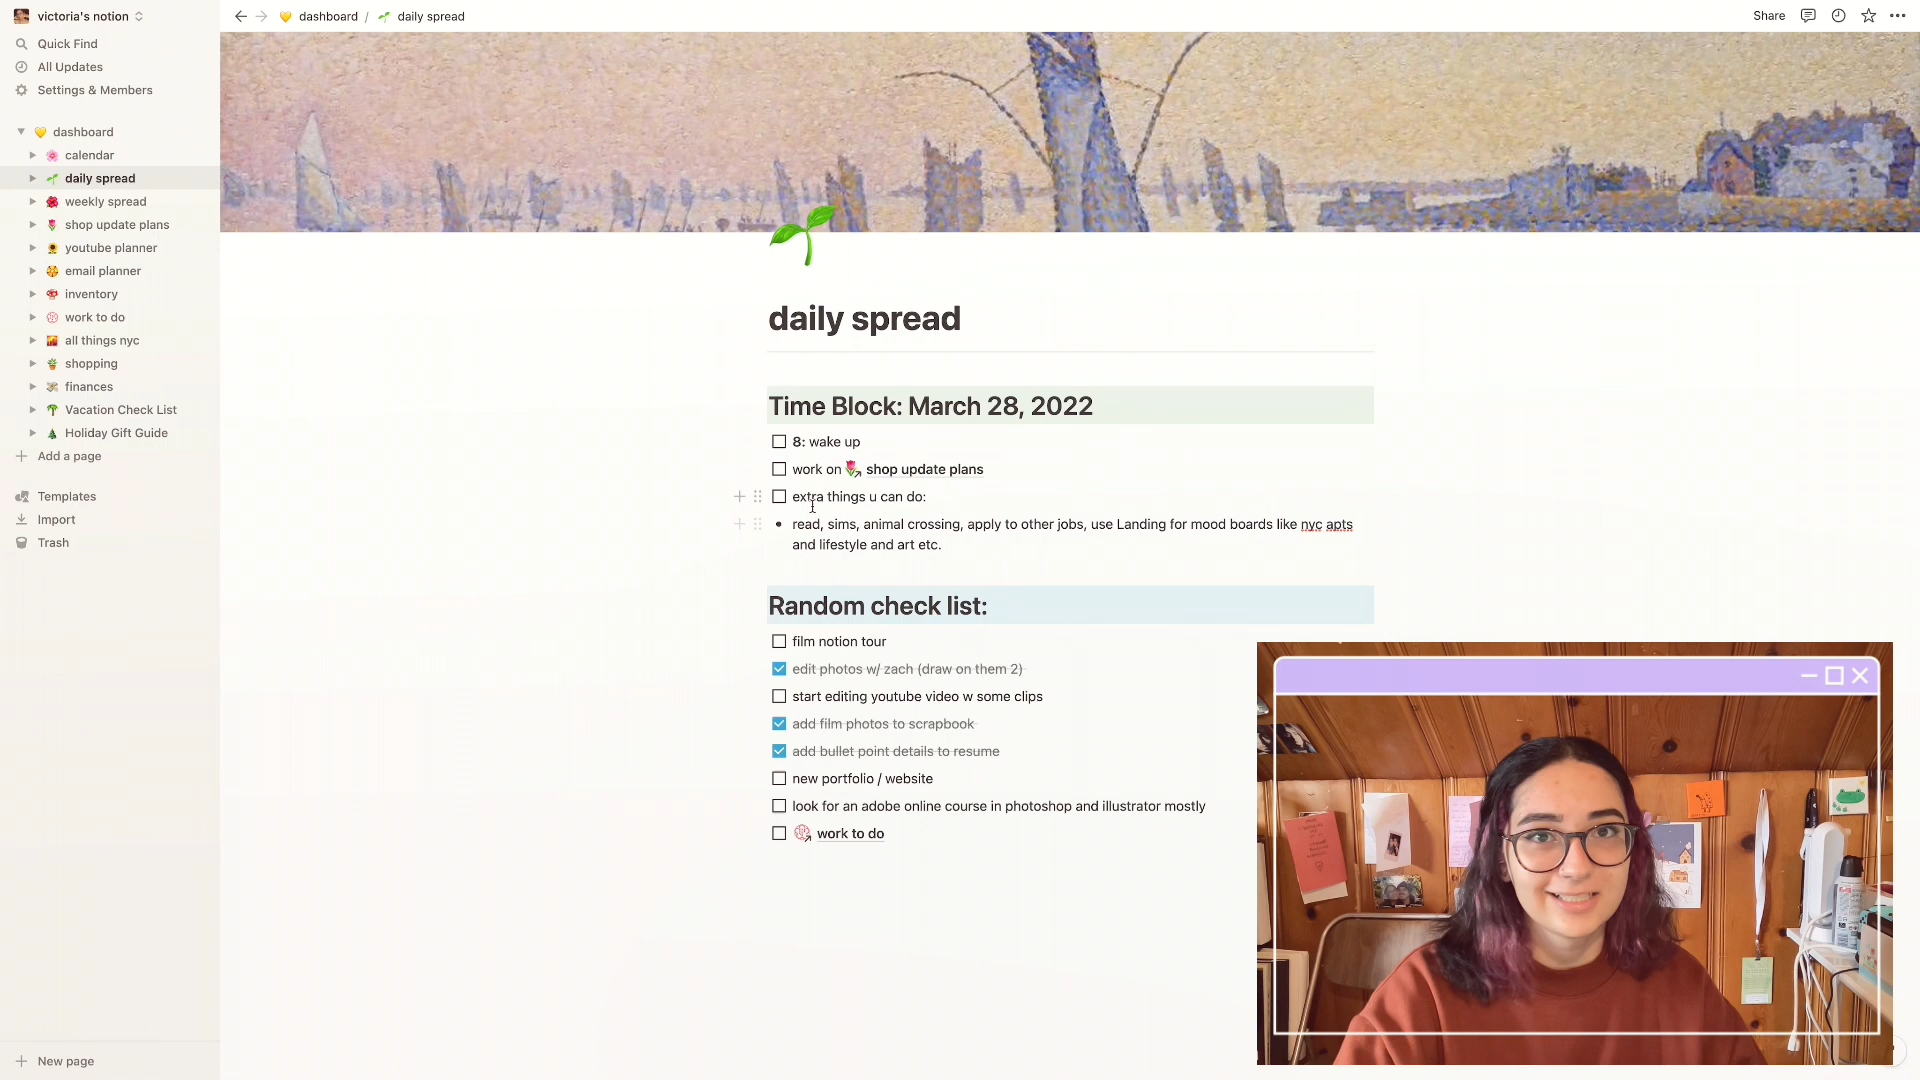 victoria's notion
Quick Find
All Updates
Settings & Members
dashboard
calendar
daily spread
weekly spread
shop update plans
youtube planner
email planner
inventory
work to do
all things nyc
shopping
finances
Vacation Check List
Holiday Gift Guide
Add a page
Templates
Import
Trash
New page
dashboard / daily spread
Share
daily spread
Time Block: March 28, 2022
8: wake up
work on shop update plans
extra things u can do:
read, sims, animal crossing, apply to other jobs, use Landing for mood boards like nyc apts
and lifestyle and art etc.
Random check list:
film notion tour
edit photos w/ zach (draw on them 2)
start editing youtube video w some clips
add film photos to scrapbook
add bullet point details to resume
new portfolio / website
look for an adobe online course in photoshop and illustrator mostly
work to do